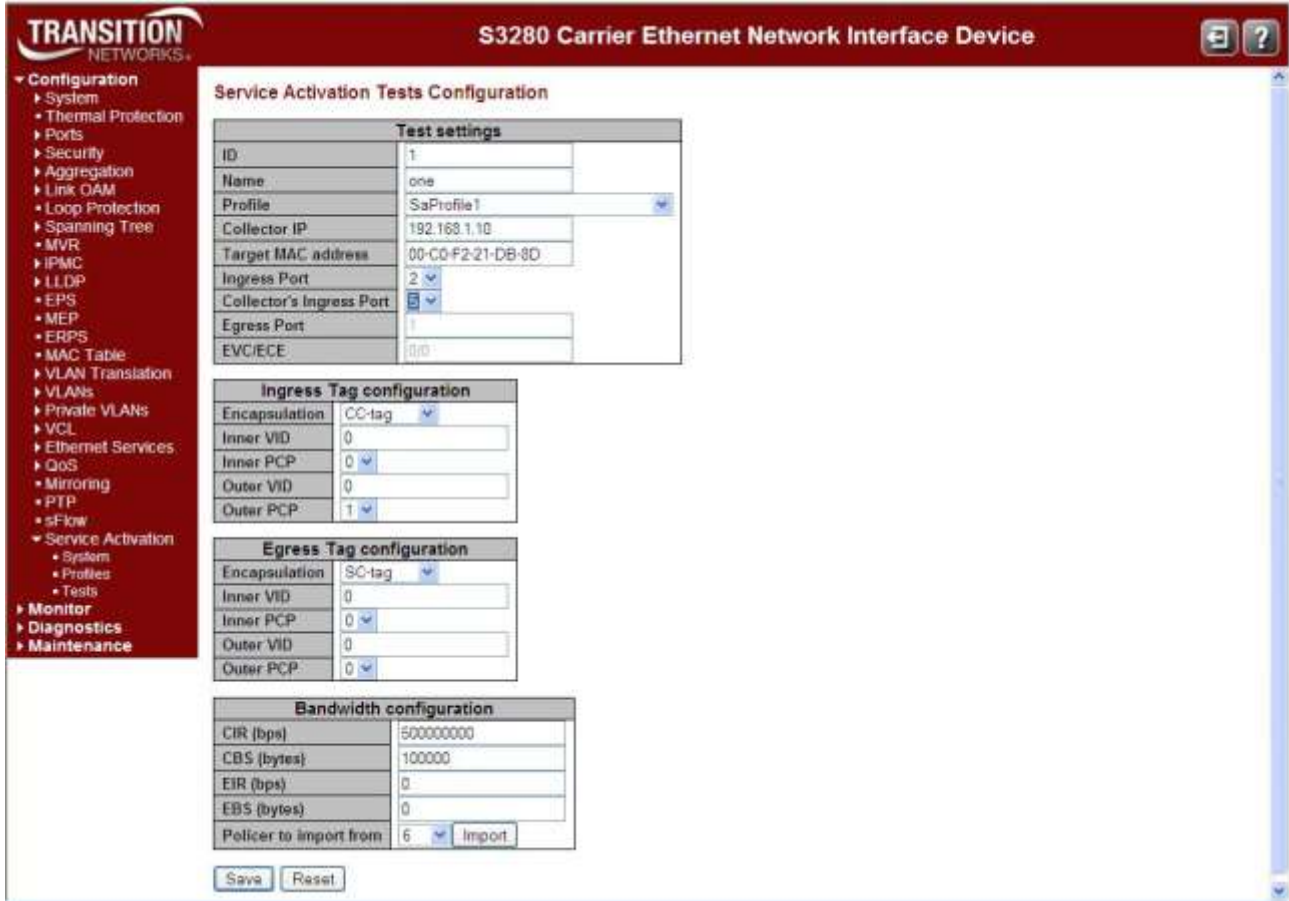 TRANSITION
NETWORKS
S3280 Carrier Ethernet Network Interface Device
?
Configuration
System
Thermal Protection
Ports
Security
Aggregation
Link OAM
Loop Protection
Spanning Tree
MVR
IPMC
LLDP
EPS
MEP
ERPS
MAC Table
VLAN Translation
VLANs
Private VLANs
VCL
Ethernet Services
QoS
Mirroring
PTP
sFlow
Service Activation
System
Profiles
Tests
Monitor
Diagnostics
Maintenance
Service Activation Tests Configuration
Test settings
ID 1
Name one
Profile SaProfile1
Collector IP 192.168.1.10
Target MAC address 00-C0-F2-21-DB-8D
Ingress Port 2
Collector's Ingress Port 5
Egress Port 1
EVC/ECE 0/0
Ingress Tag configuration
Encapsulation CC-tag
Inner VID 0
Inner PCP 0
Outer VID 0
Outer PCP 1
Egress Tag configuration
Encapsulation SC-tag
Inner VID 0
Inner PCP 0
Outer VID 0
Outer PCP 0
Bandwidth configuration
CIR (bps) 500000000
CBS (bytes) 100000
EIR (bps) 0
EBS (bytes) 0
Policer to import from 6 Import
Save Reset